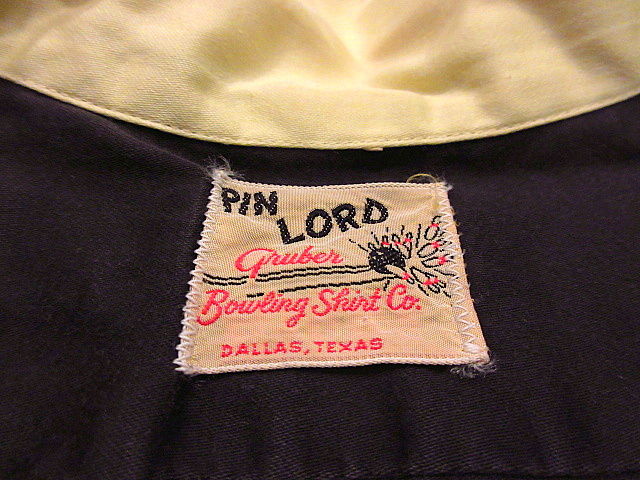 PIN
LORD
Gruber
Bowling Shirt Co.
DALLAS, TEXAS